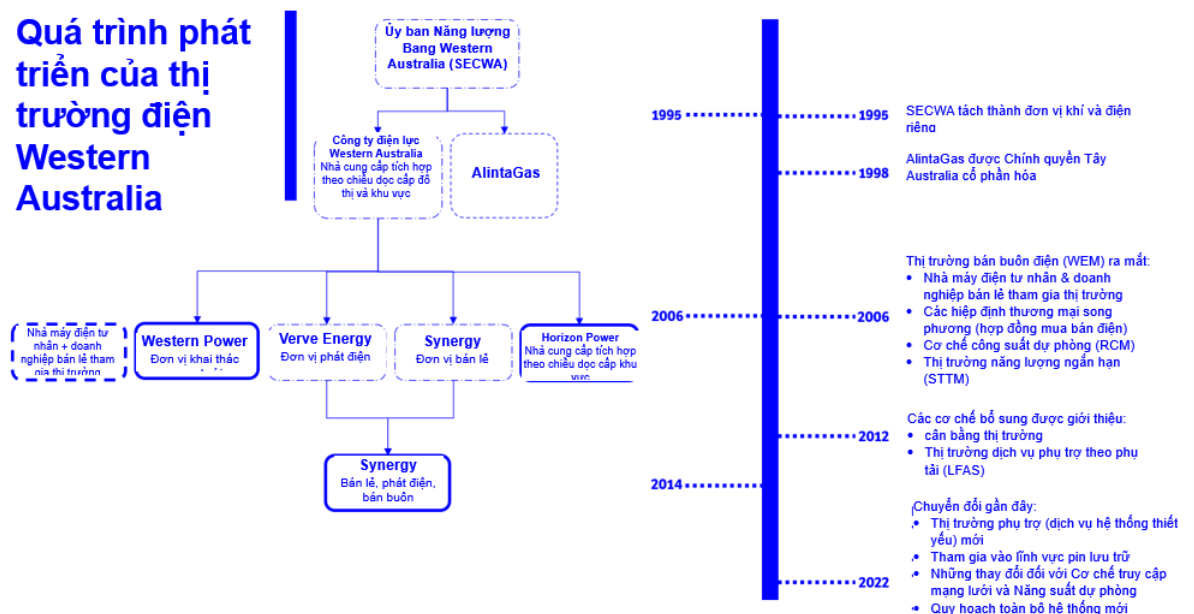 Quá trình phát
triển của thị
trường điện
Western
Australia
Ủy ban Năng lượng
Bang Western
Australia (SECWA)
Công ty điện lực
Western Australia
Nhà cung cấp tích hợp
theo chiều dọc cấp đô
thị và khu vực
AlintaGas
Nhà máy điện tư
nhân + doanh
nghiệp bán lẻ tham
gia thị trường
Western Power
Đơn vị khai thác
Verve Energy
Đơn vị phát điện
Synergy
Đơn vị bán lẻ
Horizon Power
Nhà cung cấp tích hợp
theo chiều dọc cấp khu
vực
Synergy
Bán lẻ, phát điện,
bán buôn
1995
2006
2014
1995
SECWA tách thành đơn vị khí và điện
riêng
1998
AlintaGas được Chính quyền Tây
Australia cổ phần hóa
2006
Thị trường bán buôn điện (WEM) ra mắt:
• Nhà máy điện tư nhân & doanh
nghiệp bán lẻ tham gia thị trường
• Các hiệp định thương mại song
phương (hợp đồng mua bán điện)
• Cơ chế công suất dự phòng (RCM)
• Thị trường năng lượng ngắn hạn
(STTM)
2012
Các cơ chế bổ sung được giới thiệu:
• cân bằng thị trường
• Thị trường dịch vụ phụ trợ theo phụ
tải (LFAS)
2022
Chuyển đổi gần đây:
• Thị trường phụ trợ (dịch vụ hệ thống thiết
yếu) mới
• Tham gia vào lĩnh vực pin lưu trữ
• Những thay đổi đối với Cơ chế truy cập
mạng lưới và Năng suất dự phòng
• Quy hoạch toàn bộ hệ thống mới